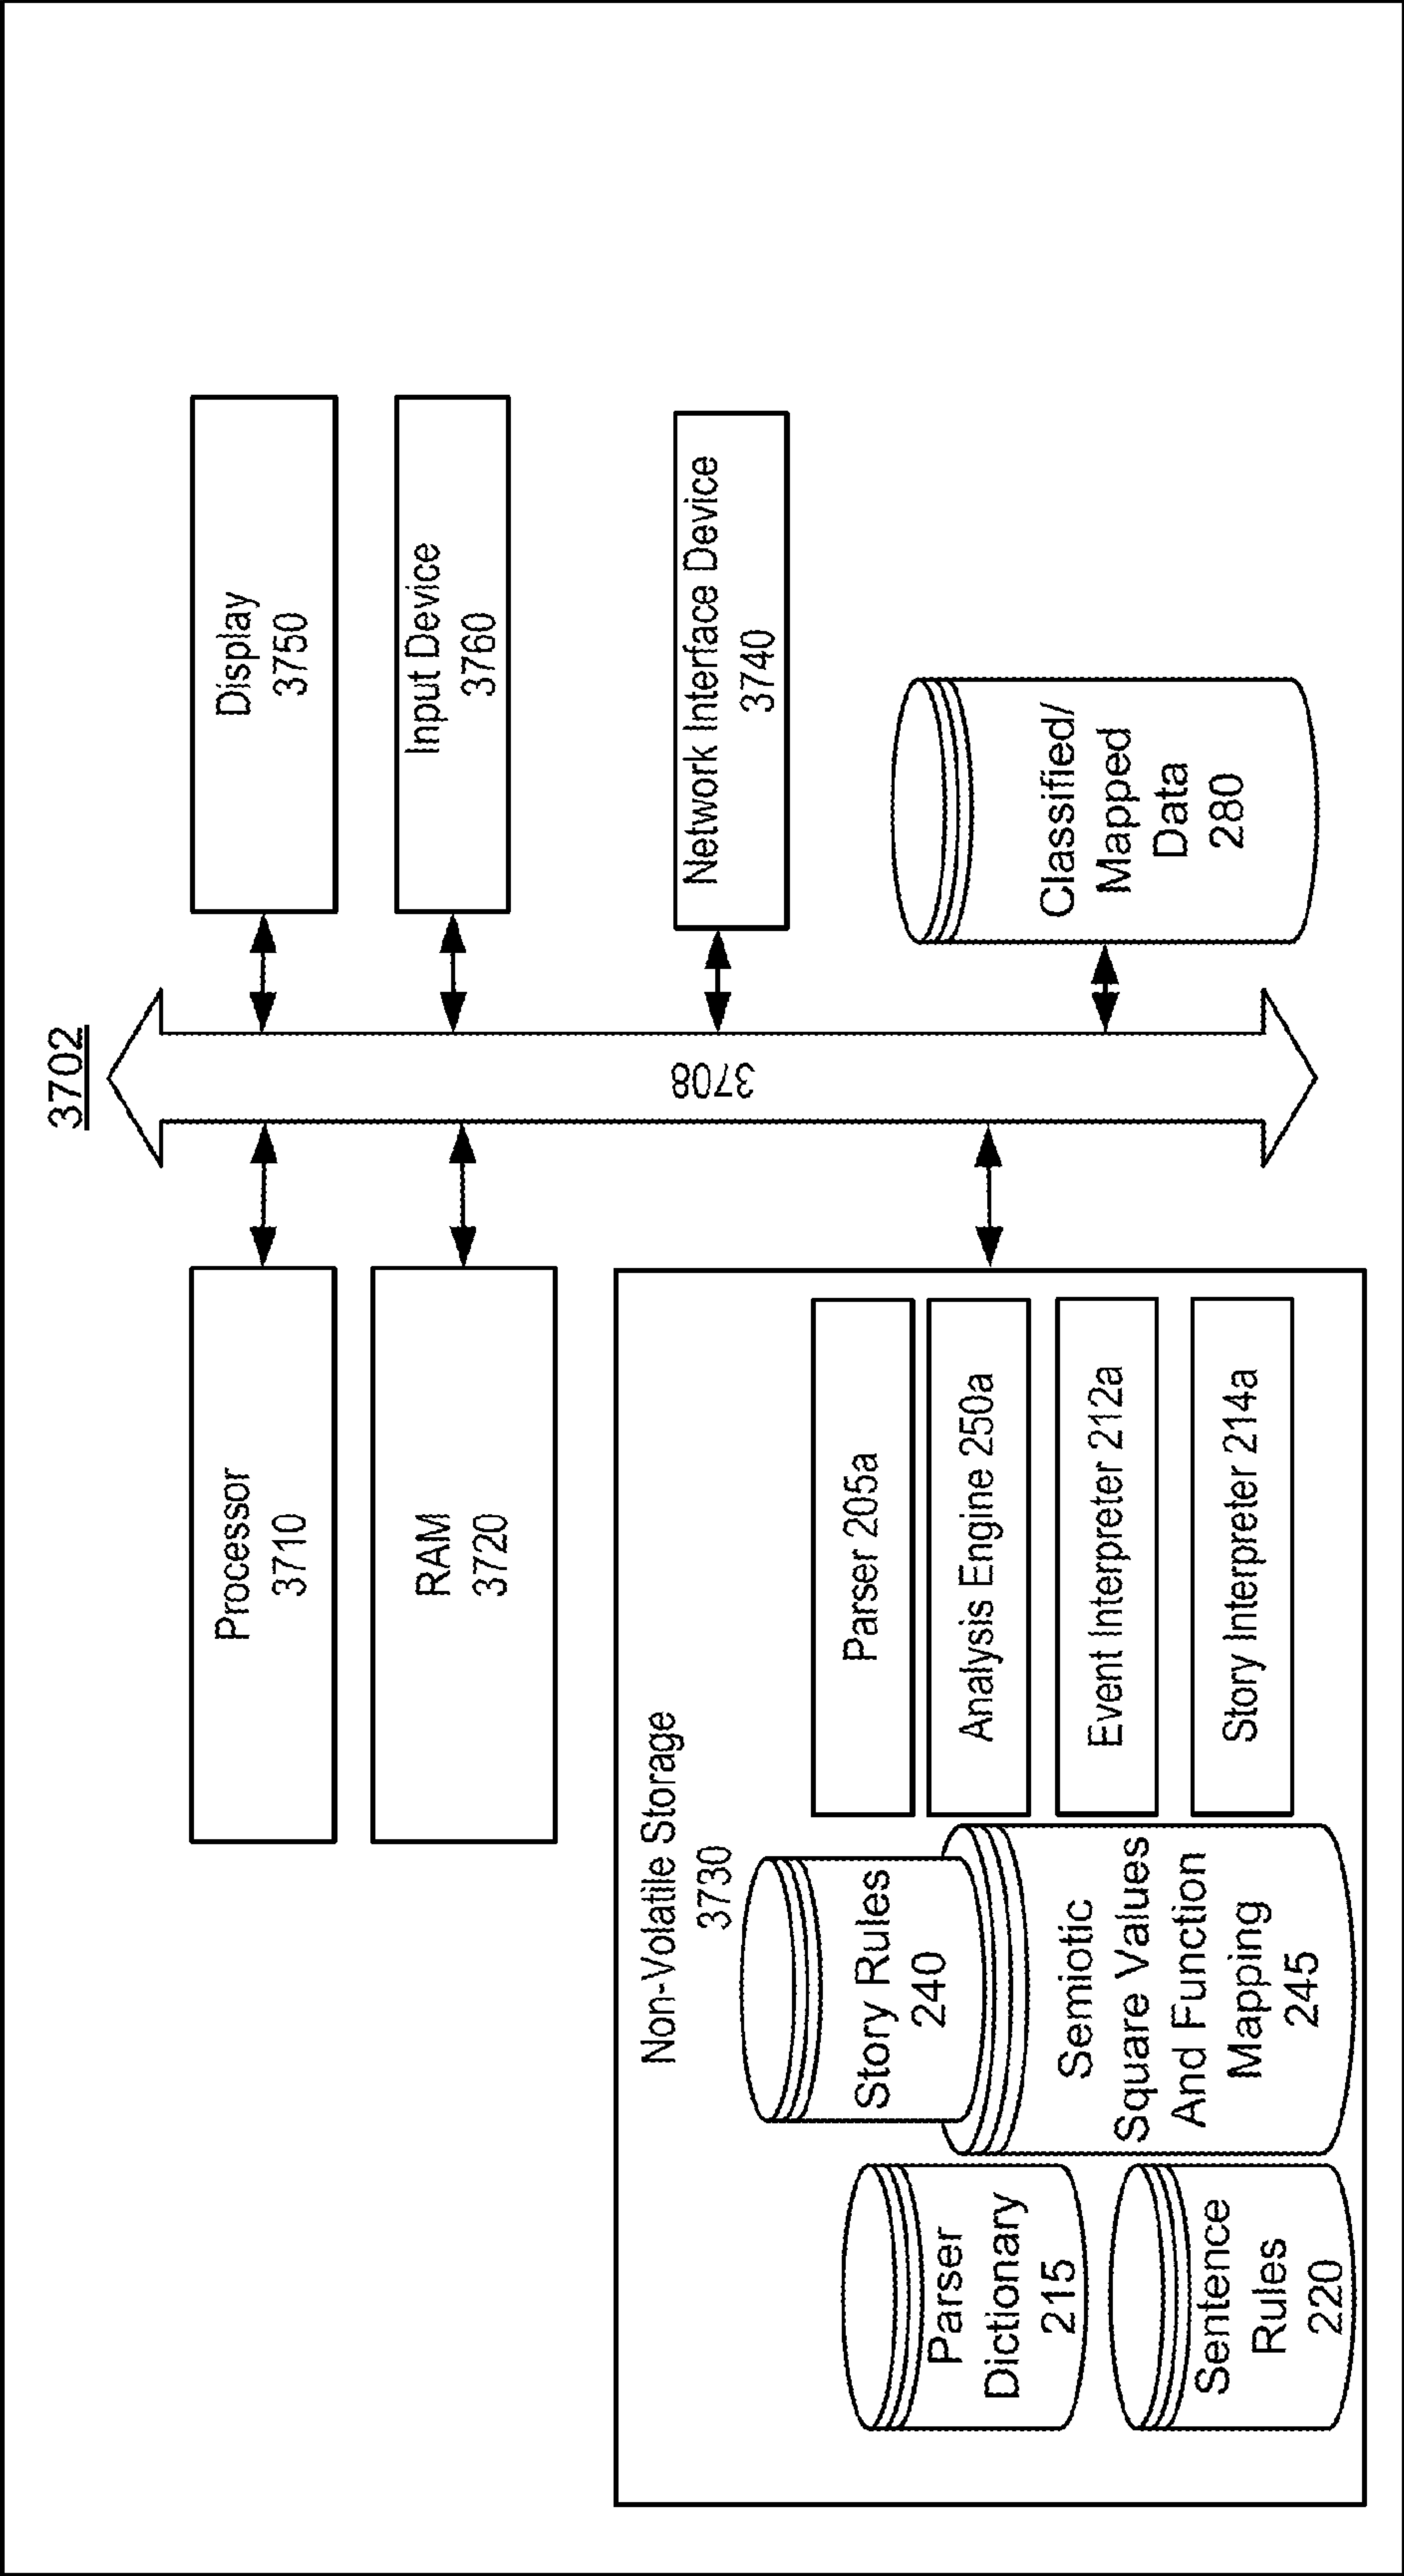 3702
Processor
3710
Display
3750
RAM
3720
Input Device
3760
3708
Network Interface Device
3740
Non-Volatile Storage
3730
Story Rules
240
Parser 205a
Analysis Engine 250a
Event Interpreter 212a
Story Interpreter 214a
Parser
Dictionary
215
Semiotic
Square Values
And Function
Mapping
245
Sentence
Rules
220
Classified/
Mapped
Data
280